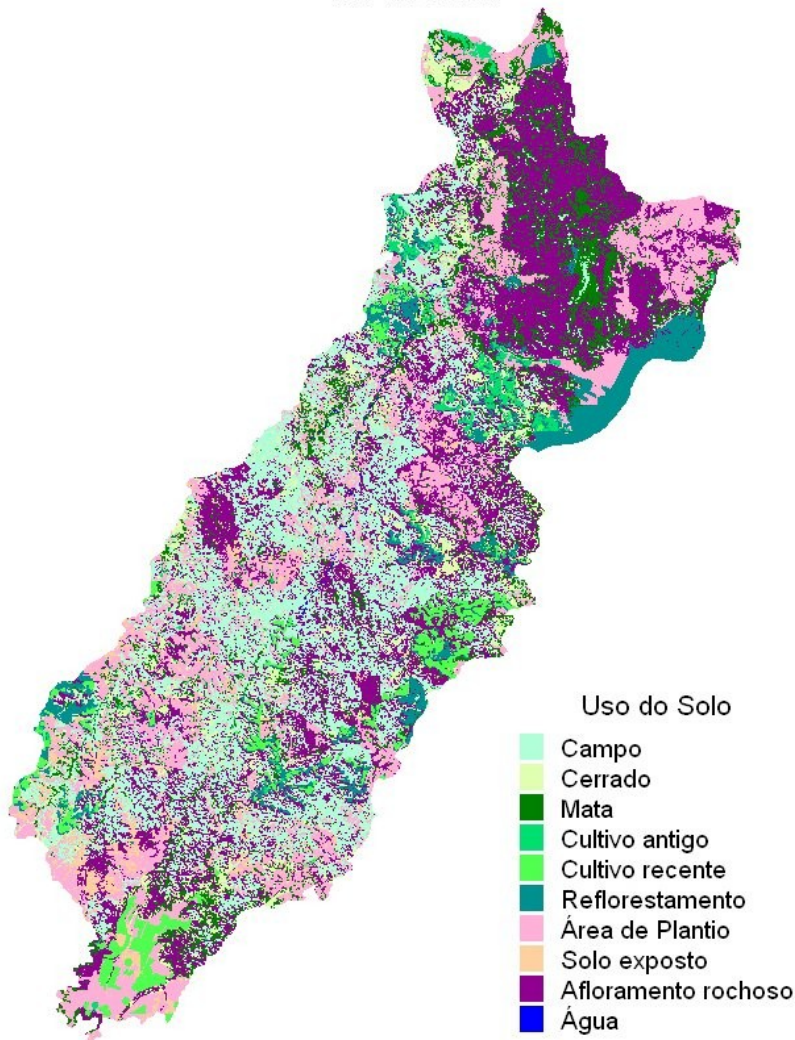 Uso do Solo
Campo
Cerrado
Mata
Cultivo antigo
Cultivo recente
Reflorestamento
Área de Plantio
Solo exposto
Afloramento rochoso
Água